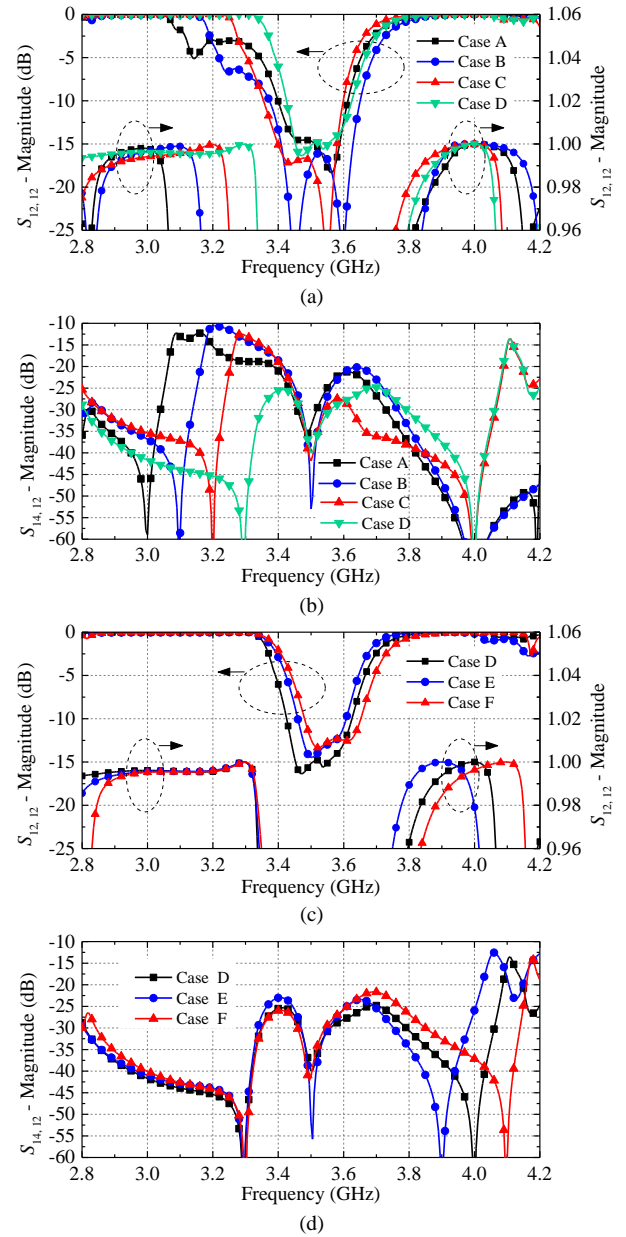 S12, 12 - Magnitude (dB)
0
-5
-10
-15
-20
-25
1.06
1.04
1.02
1.00
0.98
0.96
S12, 12 - Magnitude
Case A
Case B
Case C
Case D
2.8 3.0 3.2 3.4 3.6 3.8 4.0 4.2
Frequency (GHz)
(a)
S14, 12 - Magnitude (dB)
-10
-15
-20
-25
-30
-35
-40
-45
-50
-55
-60
Case A
Case B
Case C
Case D
2.8 3.0 3.2 3.4 3.6 3.8 4.0 4.2
Frequency (GHz)
(b)
S12, 12 - Magnitude (dB)
0
-5
-10
-15
-20
-25
1.06
1.04
1.02
1.00
0.98
0.96
S12, 12 - Magnitude
Case D
Case E
Case F
2.8 3.0 3.2 3.4 3.6 3.8 4.0 4.2
Frequency (GHz)
(c)
S14, 12 - Magnitude (dB)
-10
-15
-20
-25
-30
-35
-40
-45
-50
-55
-60
Case D
Case E
Case F
2.8 3.0 3.2 3.4 3.6 3.8 4.0 4.2
Frequency (GHz)
(d)